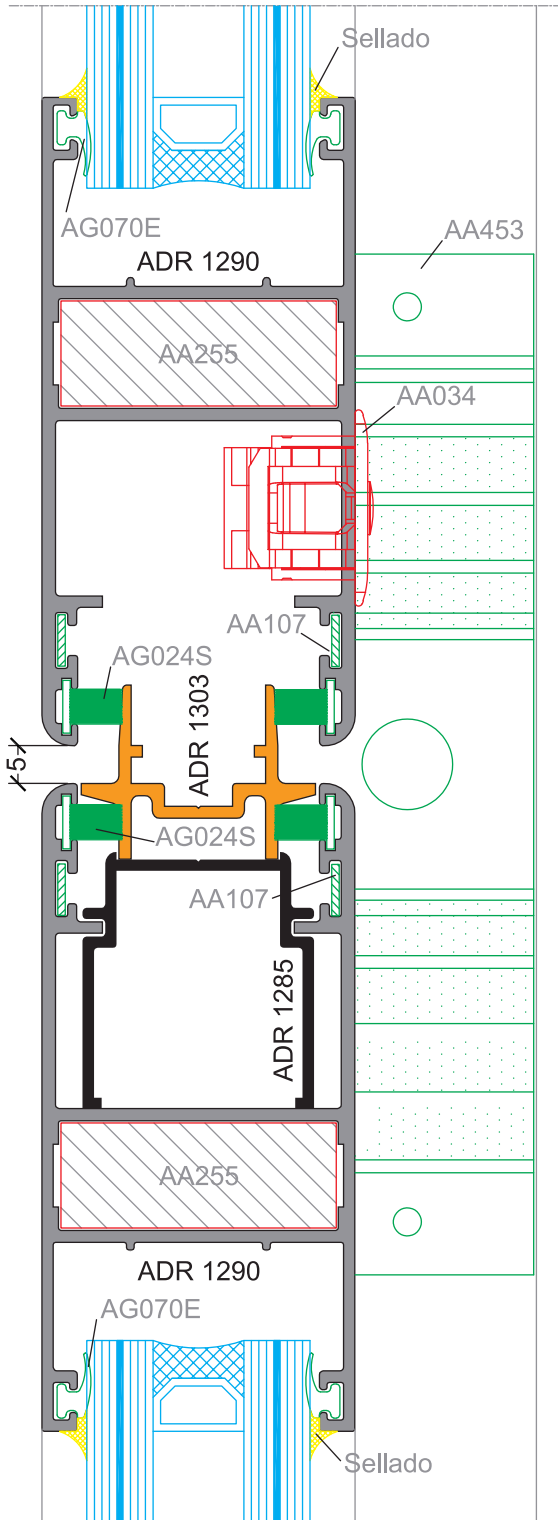 Sellado
AG070E
AA453
ADR 1290
AA255
AA034
AA107
AG024S
ADR 1303
5
AG024S
AA107
ADR 1285
AA255
ADR 1290
AG070E
Sellado